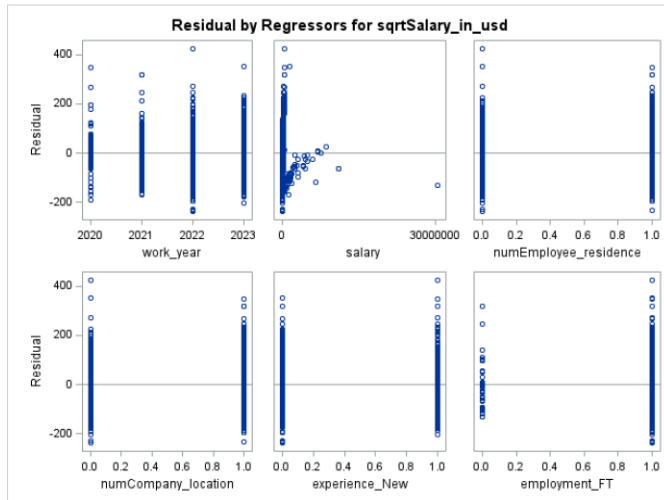 Residual by Regressors for sqrtSalary_in_usd
Residual
400
200
0
-200
2020 2021 2022 2023
work_year
0 30000000
salary
0.0 0.2 0.4 0.6 0.8 1.0
numEmployee_residence
Residual
400
200
0
-200
0.0 0.2 0.4 0.6 0.8 1.0
numCompany_location
0.0 0.2 0.4 0.6 0.8 1.0
experience_New
0.0 0.2 0.4 0.6 0.8 1.0
employment_FT